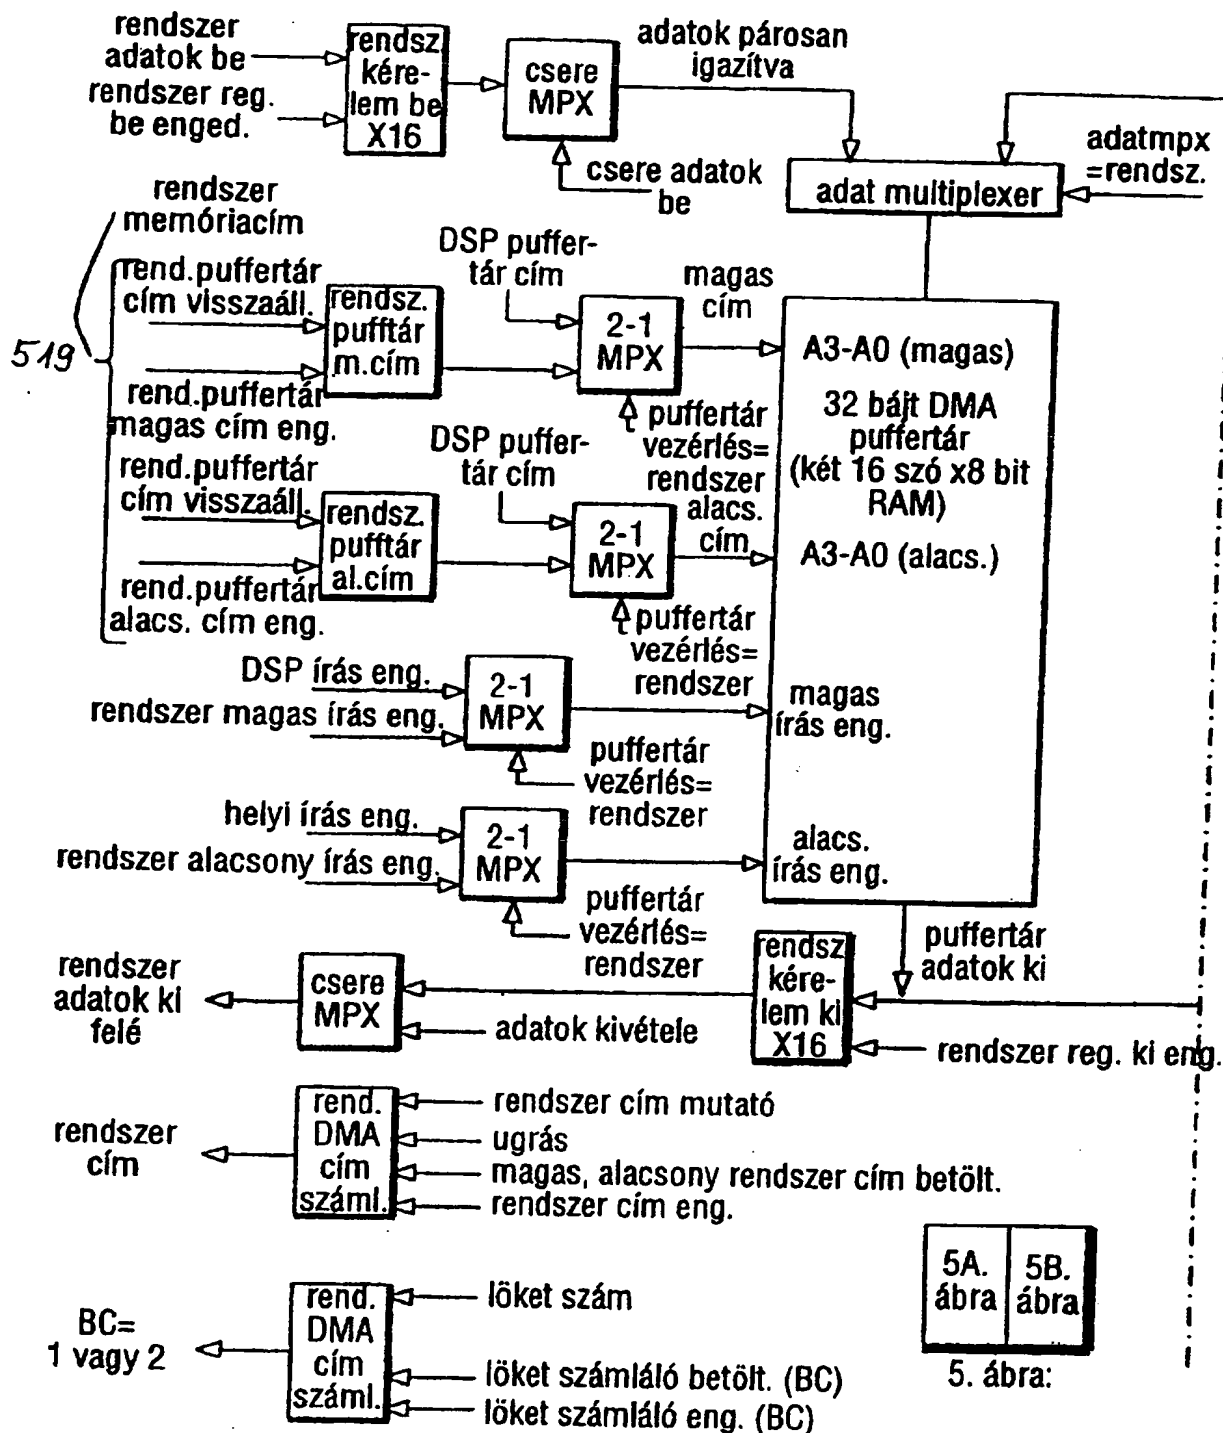 rendszer
adatok be
rendszer reg.
be enged.
rendsz
kére-
lem be
X16
csere
MPX
adatok párosan
igazítva
csere adatok
be
adatmpx
=rendsz.
adat multiplexer
rendszer
memóriacím
519
rend.puffertár
cím visszaáll.
rend.puffertár
magas cím eng.
rendsz.
pufftár
m.cím
DSP puffer-
tár cím
2-1
MPX
magas
cím
puffertár
vezérlés=
rendszer
rend.puffertár
cím visszaáll.
rend.puffertár
alacs. cím eng.
rendsz.
pufftár
al.cím
DSP puffer-
tár cím
2-1
MPX
alacs.
cím
puffertár
vezérlés=
rendszer
A3-A0 (magas)
32 bájt DMA
puffertár
(két 16 szó x8 bit
RAM)
A3-A0 (alacs.)
magas
írás eng.
alacs.
írás eng.
DSP írás eng.
rendszer magas írás eng.
2-1
MPX
puffertár
vezérlés=
rendszer
helyi írás eng.
rendszer alacsony írás eng.
2-1
MPX
puffertár
vezérlés=
rendszer
puffertár
adatok ki
rendszer
adatok ki
felé
csere
MPX
adatok kivétele
rendsz
kére-
lem ki
X16
rendszer reg. ki eng.
rendszer
cím
rend.
DMA
cím
száml.
rendszer cím mutató
ugrás
magas, alacsony rendszer cím betölt.
rendszer cím eng.
BC=
1 vagy 2
rend.
DMA
cím
száml.
löket szám
löket számláló betölt. (BC)
löket számláló eng. (BC)
5A.
ábra
5B.
ábra
5. ábra: